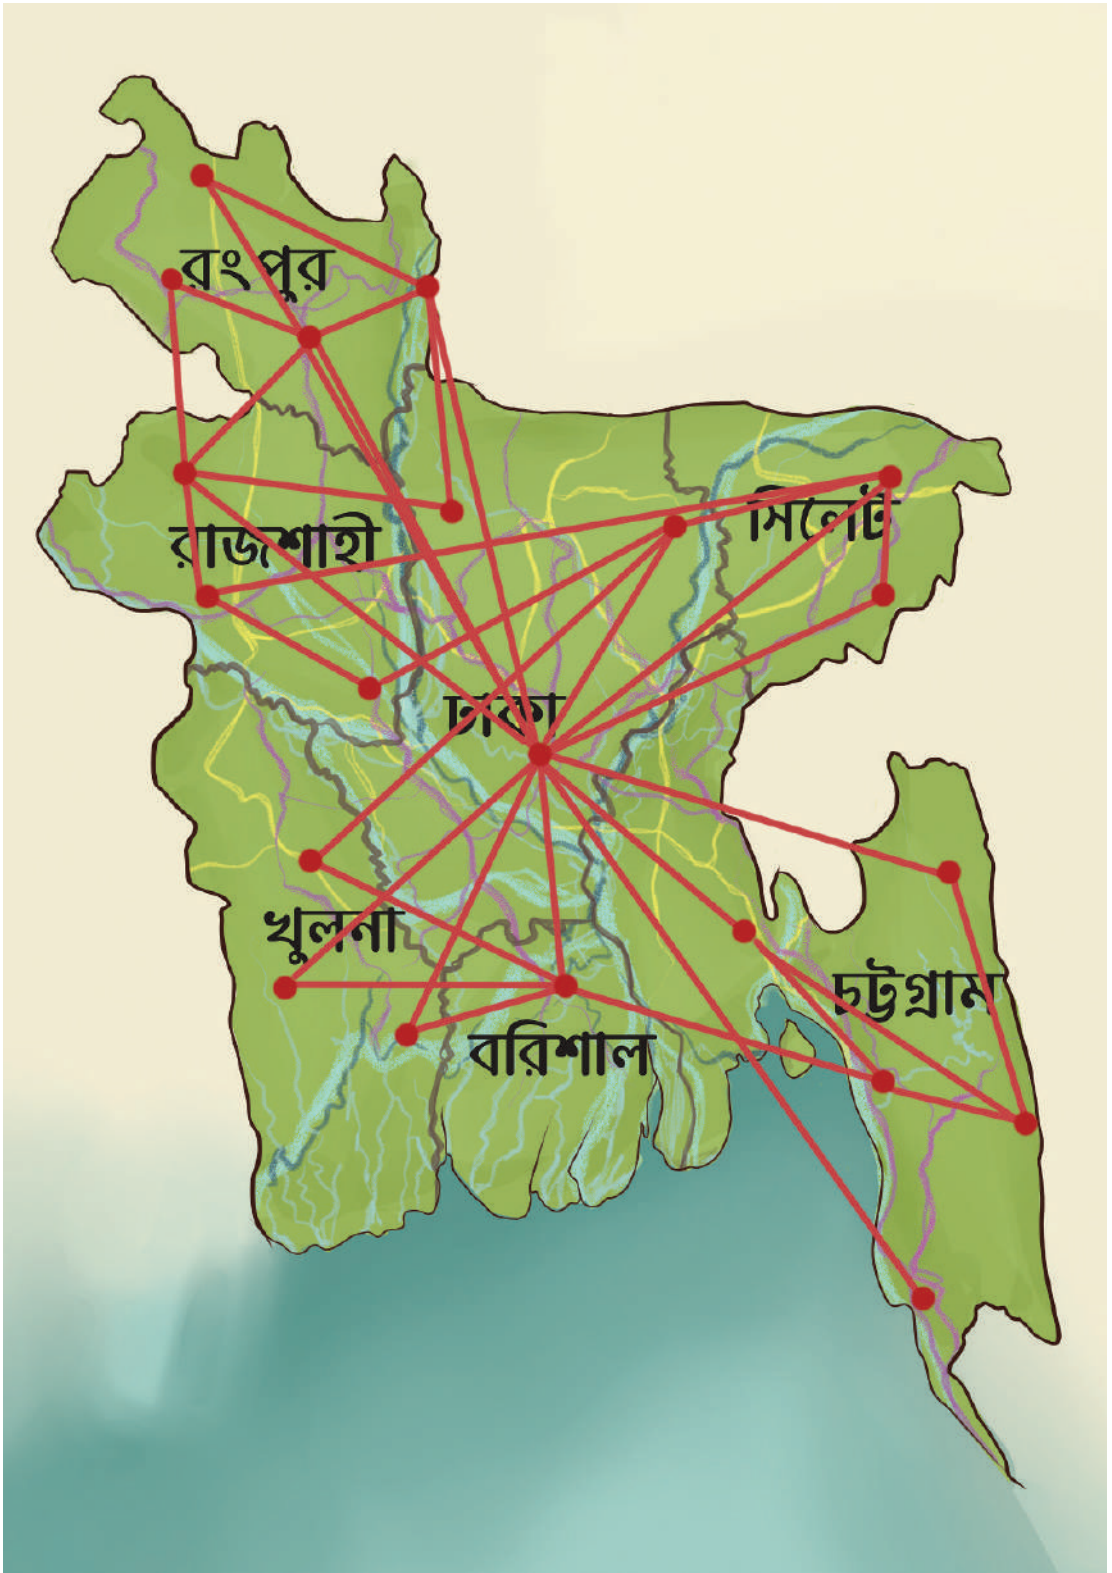 রংপুর
রাজশাহী
সিলেট
ঢাকা
খুলনা
চট্টগ্রাম
বরিশাল